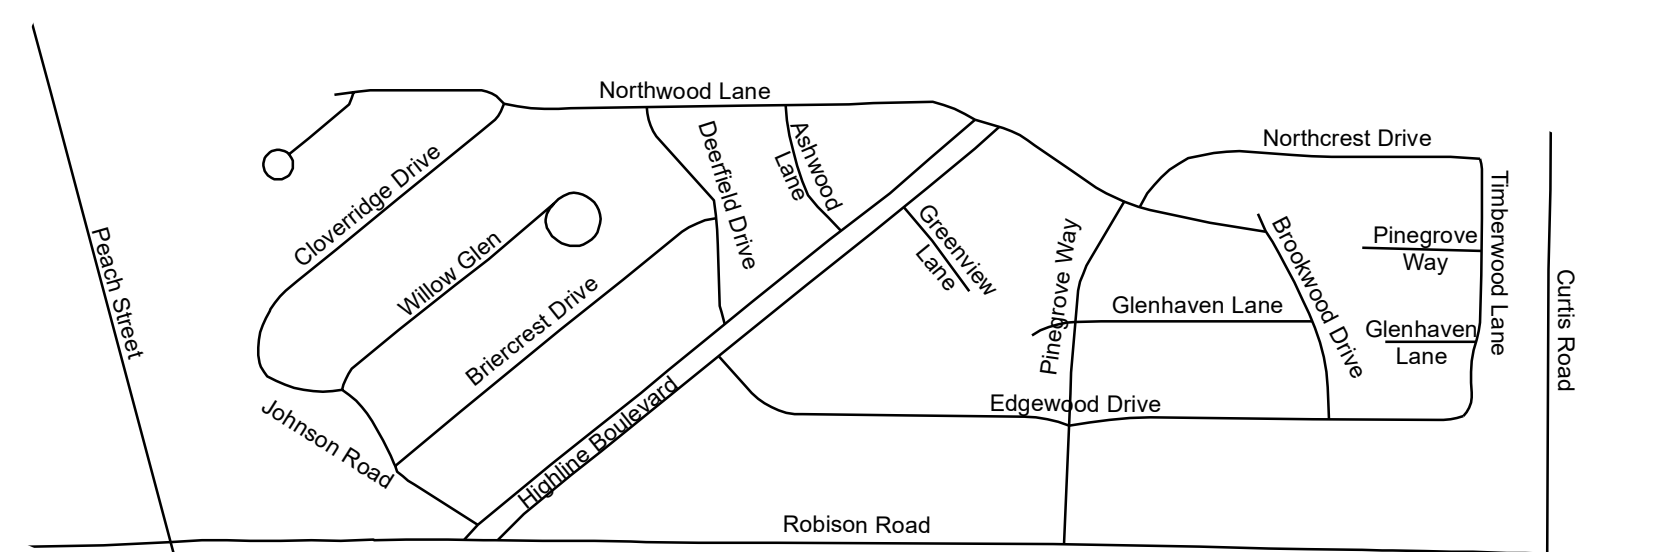 Northwood Lane
Northcrest Drive
Deerfield Drive
Ashwood
Lane
Cloverridge Drive
Peach Street
Willow Glen
Briercrest Drive
Greenview
Lane
Pinegrove Way
Brookwood Drive
Pinegrove
Way
Timberwood Lane
Curtis Road
Glenhaven Lane
Glenhaven
Lane
Johnson Road
Highline Boulevard
Edgewood Drive
Robison Road